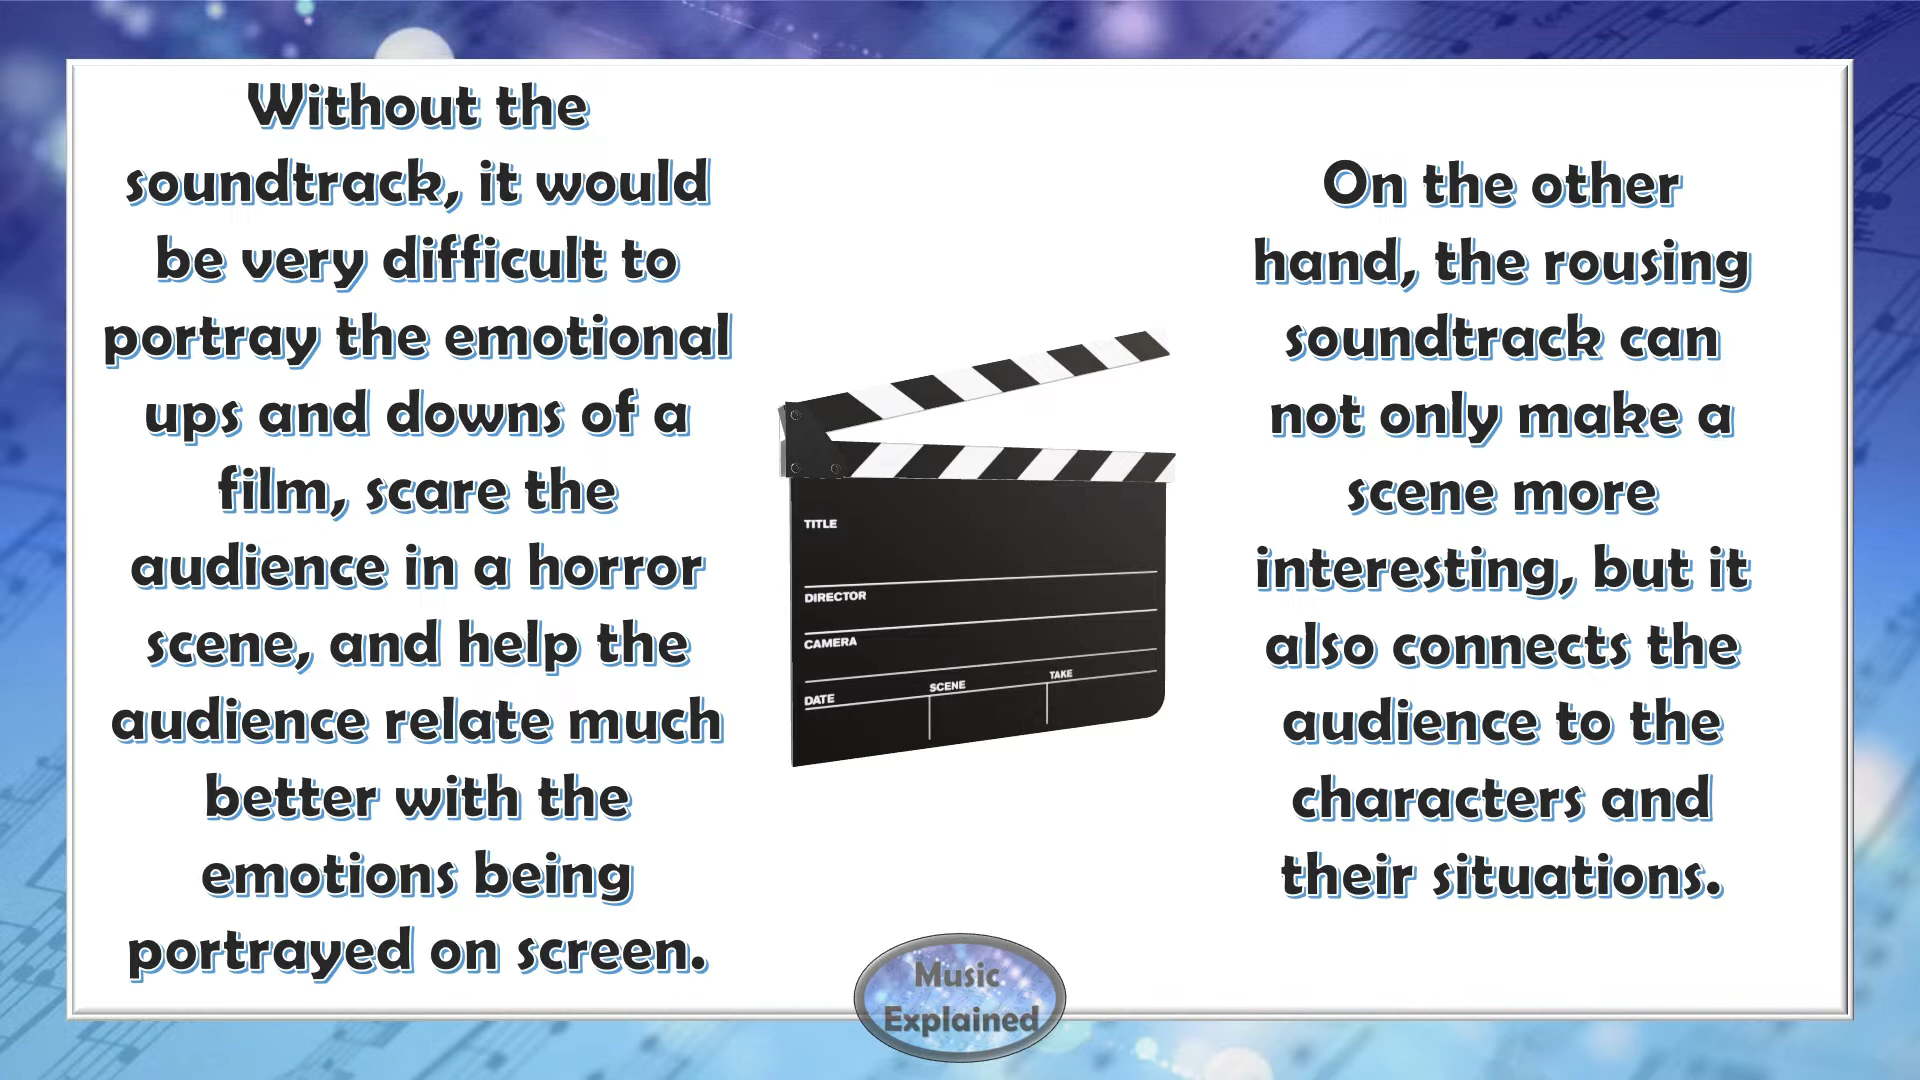 Without the
soundtrack, it would
be very difficult to
portray the emotional
ups and downs of a
film, scare the
audience in a horror
scene, and help the
audience relate much
better with the
emotions being
portrayed on screen.
TITLE
DIRECTOR
CAMERA
DATE SCENE TAKE
On the other
hand, the rousing
soundtrack can
not only make a
scene more
interesting, but it
also connects the
audience to the
characters and
their situations.
Music
Explained